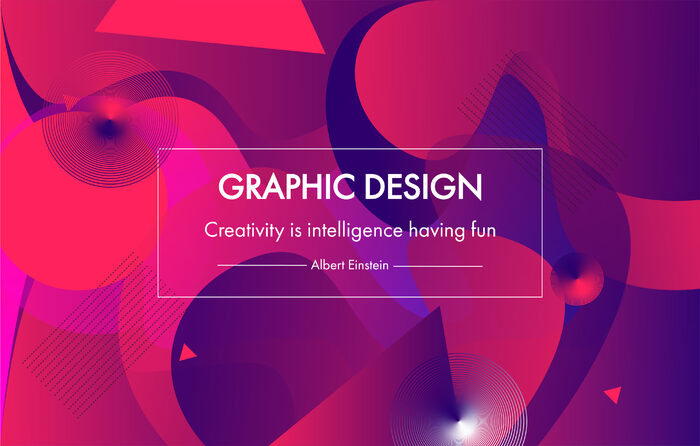 GRAPHIC DESIGN
Creativity is intelligence having fun
Albert Einstein